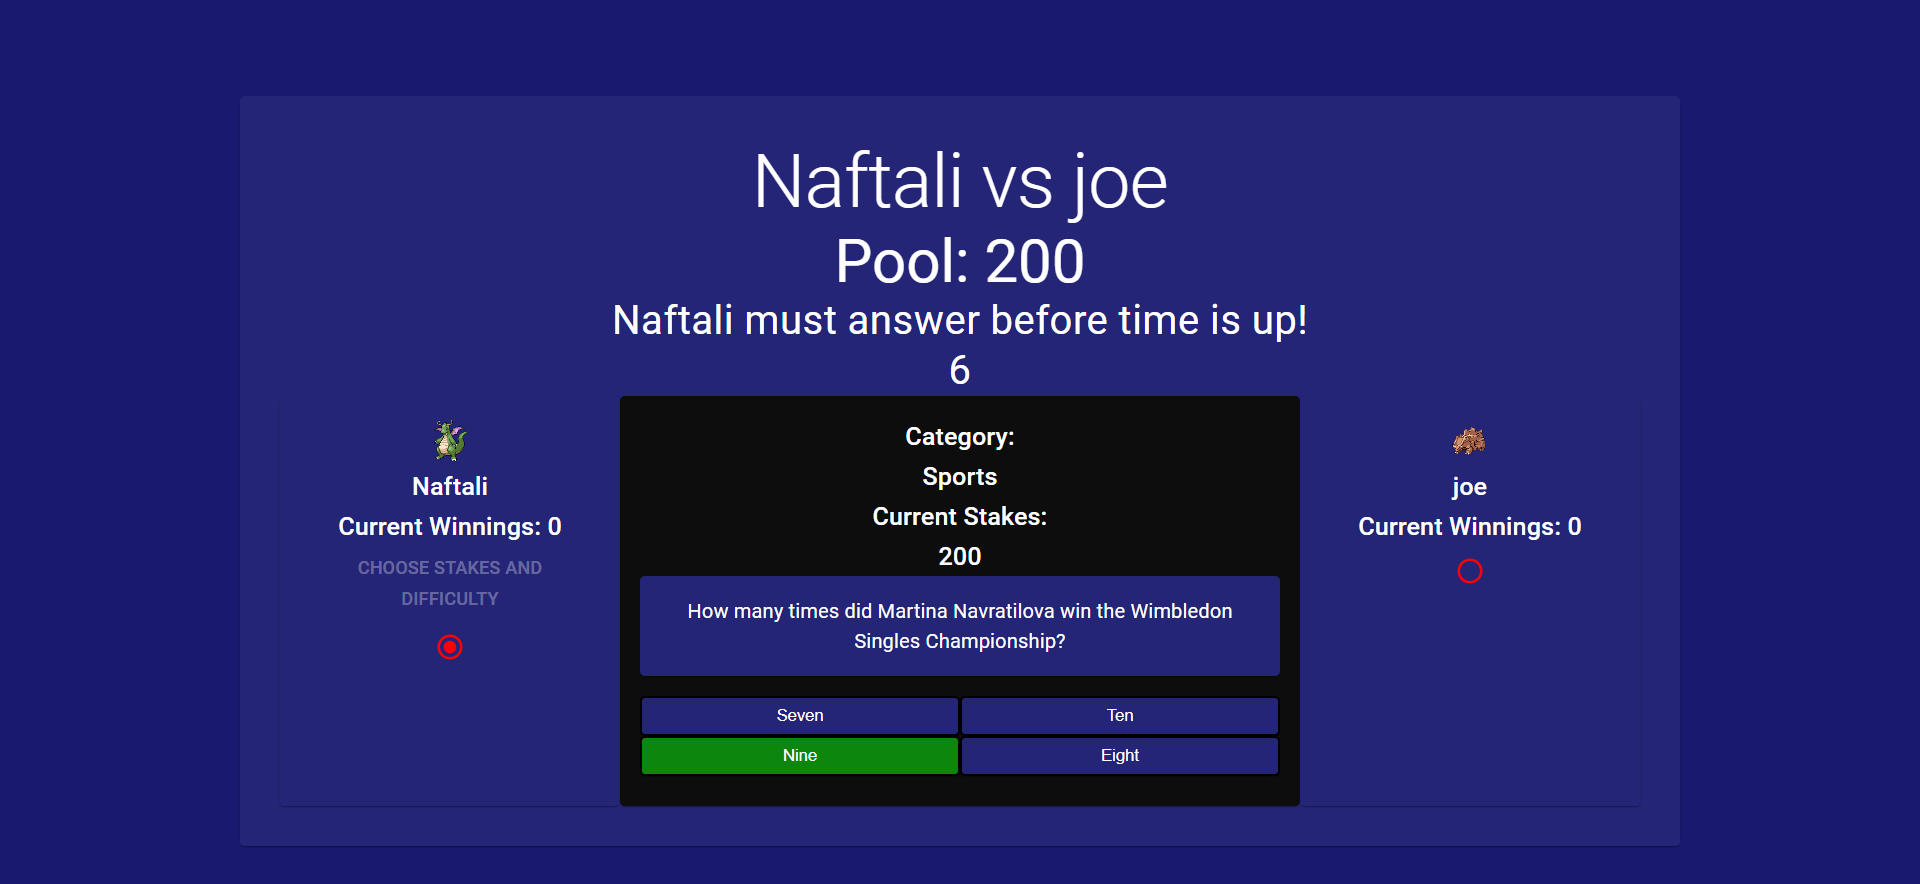 Naftali vs joe
Pool: 200
Naftali must answer before time is up!
6
Naftali
Current Winnings: 0
CHOOSE STAKES AND
DIFFICULTY
Category:
Sports
Current Stakes:
200
How many times did Martina Navratilova win the Wimbledon
Singles Championship?
Seven
Ten
Nine
Eight
joe
Current Winnings: 0